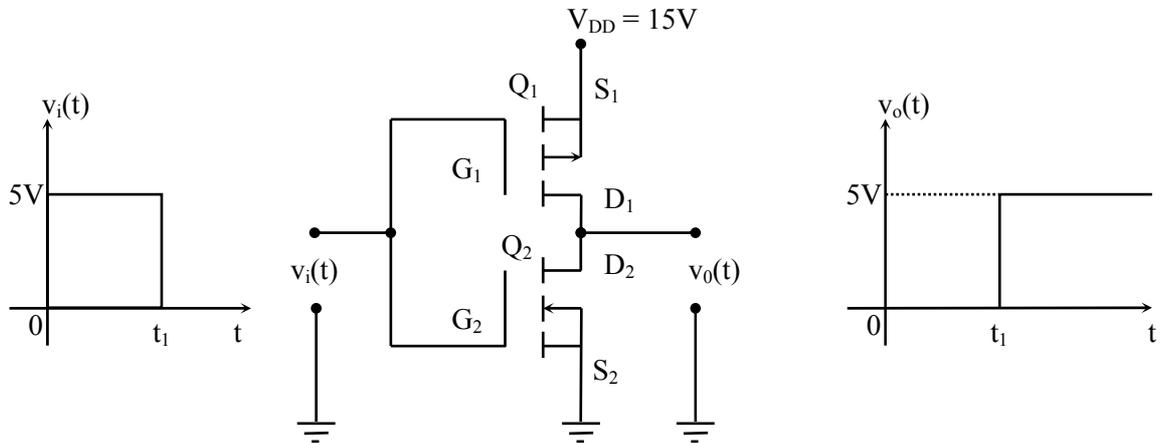 V_DD = 15V
v_i(t)
5V
0
t_1
t
Q_1
S_1
G_1
D_1
v_i(t)
Q_2
D_2
v_0(t)
G_2
S_2
v_o(t)
5V
0
t_1
t